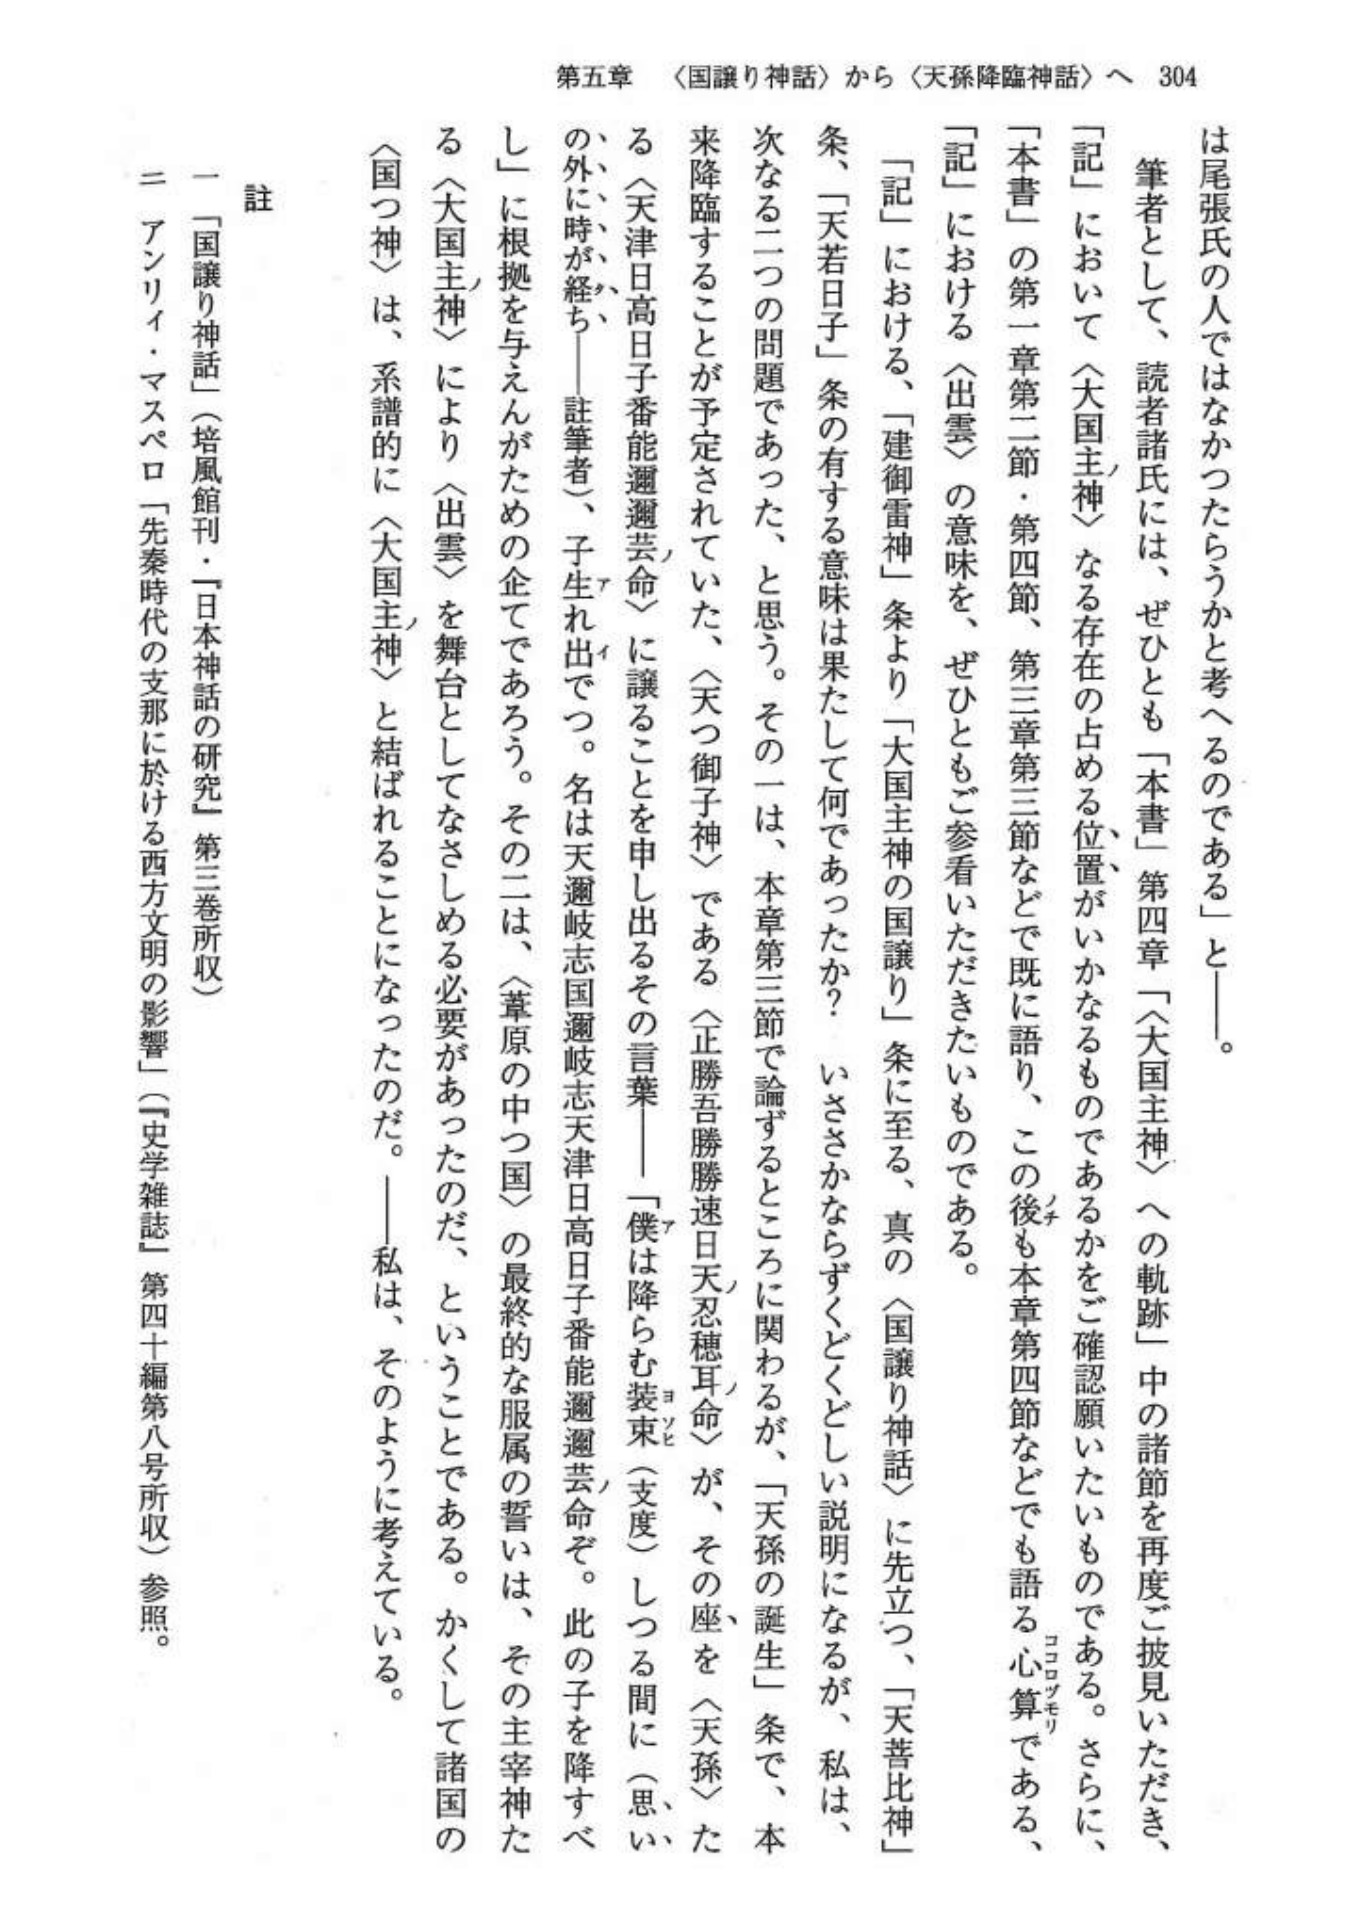 第五章　〈国譲り神話〉から〈天孫降臨神話〉へ　304
は尾張氏の人ではなかつたらうかと考へるのである」と――。
　筆者として、読者諸氏には、ぜひとも「本書」第四章「〈大国主神〉への軌跡」中の諸節を再度ご披見いただき、
「記」において〈大国主ノ神〉なる存在の占める位置がいかなるものであるかをご確認願いたいものである。さらに、
「本書」の第一章第二節・第四節、第三章第三節などで既に語り、この後ノチも本章第四節などでも語る心算ココロヅモリである、
「記」における〈出雲〉の意味を、ぜひともご参看いただきたいものである。
　「記」における、「建御雷神」条より「大国主神の国譲り」条に至る、真の〈国譲り神話〉に先立つ、「天菩比神」
条、「天若日子」条の有する意味は果たして何であったか?　いささかならずくどくどしい説明になるが、私は、
次なる二つの問題であった、と思う。その一は、本章第三節で論ずるところに関わるが、「天孫の誕生」条で、本
来降臨することが予定されていた、〈天つ御子神〉である〈正勝吾勝勝速日天ノ忍穂耳ノ命〉が、その座を〈天孫〉た
る〈天津日高日子番能邇邇芸ノ命〉に譲ることを申し出るその言葉――「僕アは降らむ装束ヨソヒ（支度）しつる間に（思い
の外に時が経タち――註筆者）、子生アれ出イでつ。名は天邇岐志国邇岐志天津日高日子番能邇邇芸ノ命ぞ。此の子を降すべ
し」に根拠を与えんがための企てであろう。その二は、〈葦原の中つ国〉の最終的な服属の誓いは、その主宰神た
る〈大国主ノ神〉により〈出雲〉を舞台としてなさしめる必要があったのだ、ということである。かくして諸国の
〈国つ神〉は、系譜的に〈大国主ノ神〉と結ばれることになったのだ。――私は、そのように考えている。
註
一　「国譲り神話」（培風館刊・『日本神話の研究』第三巻所収）
二　アンリィ・マスペロ「先秦時代の支那に於ける西方文明の影響」（『史学雑誌』第四十編第八号所収）参照。